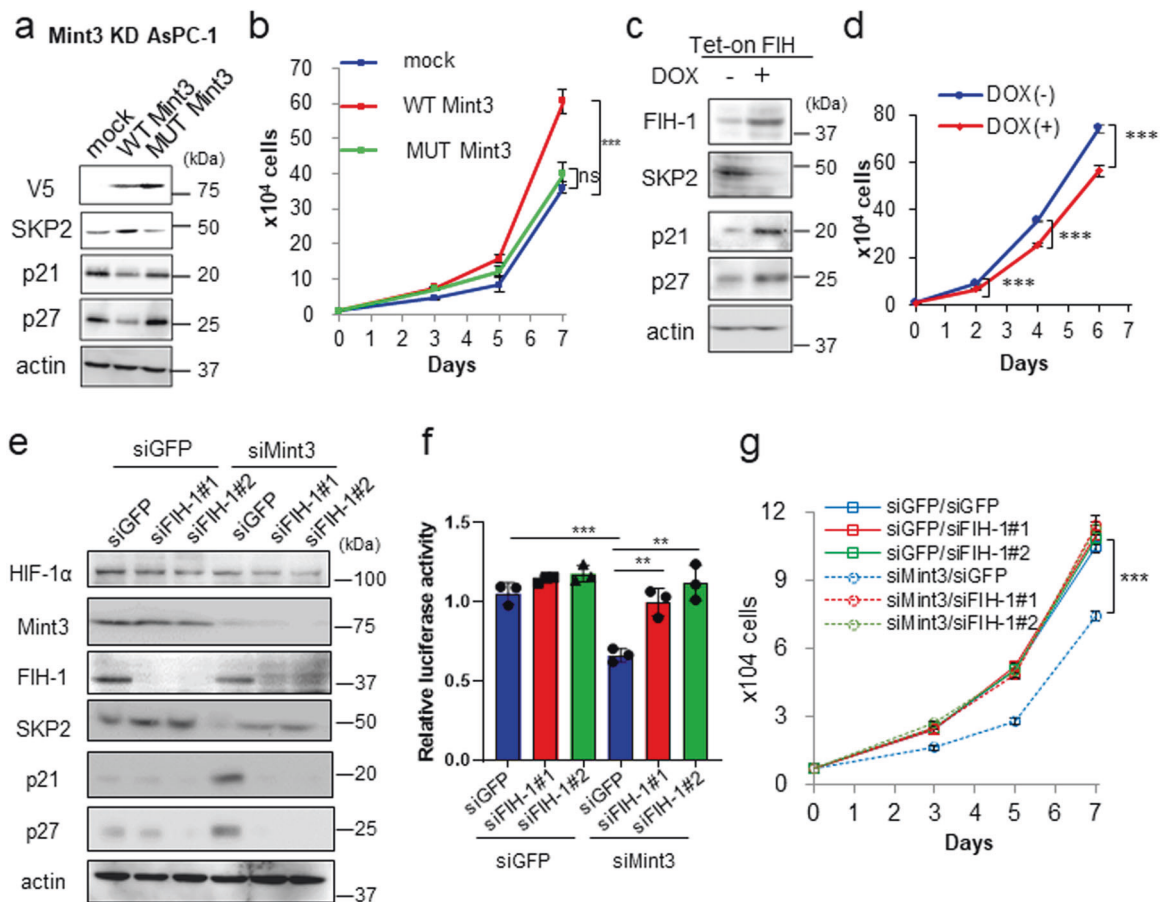 a
Mint3 KD AsPC-1
mock
WT Mint3
MUT Mint3
(kDa)
V5
75
SKP2
50
p21
20
p27
25
actin
37
b
mock
WT Mint3
MUT Mint3
x10⁴ cells
70
60
50
40
30
20
10
0
0 1 2 3 4 5 6 7
Days
***
ns
c
Tet-on FIH
DOX - +
(kDa)
FIH-1
37
SKP2
50
p21
20
p27
25
actin
37
d
DOX(-)
DOX(+)
x10⁴ cells
80
60
40
20
0
0 1 2 3 4 5 6 7
Days
***
***
***
e
siGFP siMint3
siGFP
siFIH-1#1
siFIH-1#2
siGFP
siFIH-1#1
siFIH-1#2
(kDa)
HIF-1α
100
Mint3
75
FIH-1
37
SKP2
50
p21
20
p27
25
actin
37
f
Relative luciferase activity
1.5
1.0
0.5
0.0
***
**
**
siGFP
siFIH-1#1
siFIH-1#2
siGFP
siFIH-1#1
siFIH-1#2
siGFP siMint3
g
siGFP/siGFP
siGFP/siFIH-1#1
siGFP/siFIH-1#2
siMint3/siGFP
siMint3/siFIH-1#1
siMint3/siFIH-1#2
x104 cells
12
9
6
3
0
0 1 2 3 4 5 6 7
Days
***